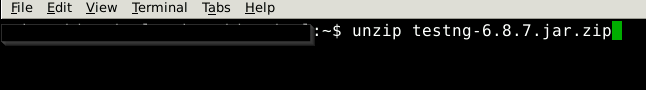 File Edit View Terminal Tabs Help
:~$ unzip testng-6.8.7.jar.zip